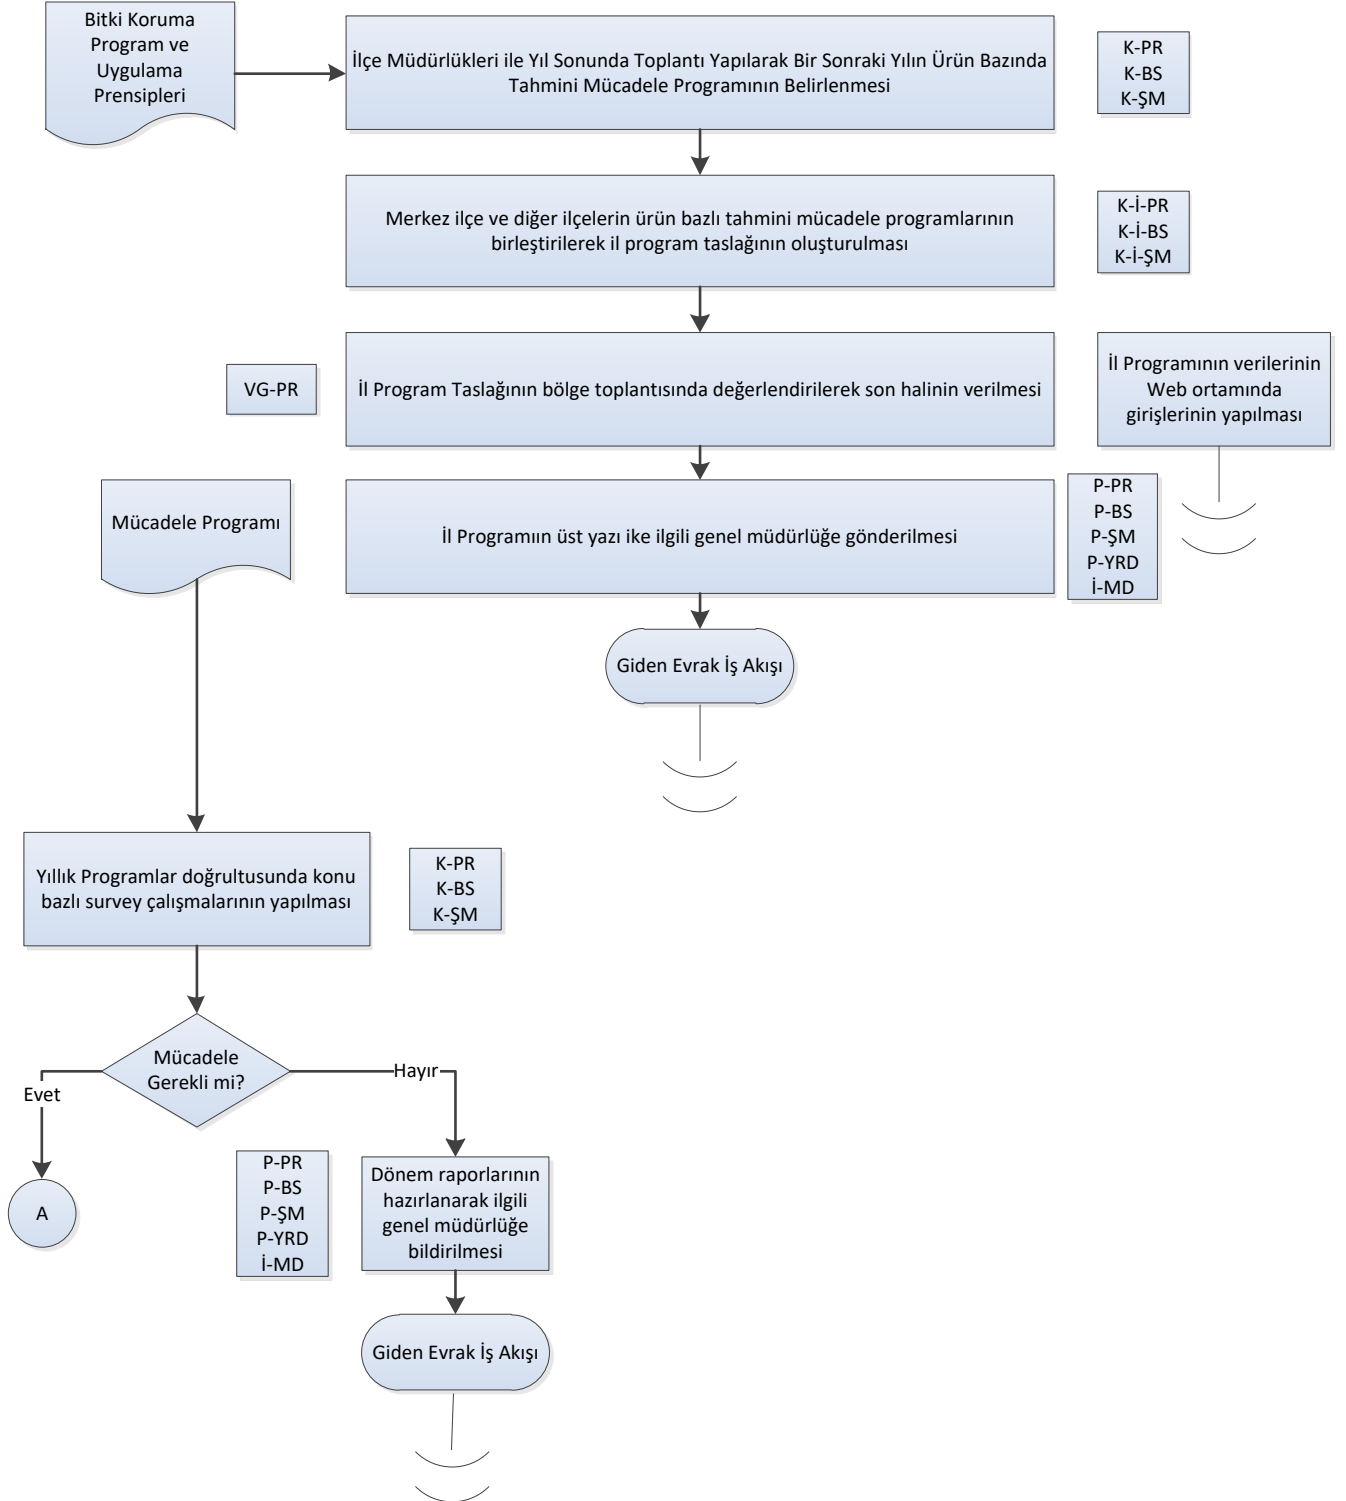 Bitki Koruma
Program ve
Uygulama
Prensipleri
İlçe Müdürlükleri ile Yıl Sonunda Toplantı Yapılarak Bir Sonraki Yılın Ürün Bazında
Tahmini Mücadele Programının Belirlenmesi
K-PR
K-BS
K-ŞM
Merkez ilçe ve diğer ilçelerin ürün bazlı tahmini mücadele programlarının
birleştirilerek il program taslağının oluşturulması
K-İ-PR
K-İ-BS
K-İ-ŞM
VG-PR
İl Program Taslağının bölge toplantısında değerlendirilerek son halinin verilmesi
İl Programının verilerinin
Web ortamında
girişlerinin yapılması
Mücadele Programı
İl Programıın üst yazı ike ilgili genel müdürlüğe gönderilmesi
P-PR
P-BS
P-ŞM
P-YRD
İ-MD
Giden Evrak İş Akışı
Yıllık Programlar doğrultusunda konu
bazlı survey çalışmalarının yapılması
K-PR
K-BS
K-ŞM
Mücadele
Gerekli mi?
Evet
Hayır
A
P-PR
P-BS
P-ŞM
P-YRD
İ-MD
Dönem raporlarının
hazırlanarak ilgili
genel müdürlüğe
bildirilmesi
Giden Evrak İş Akışı